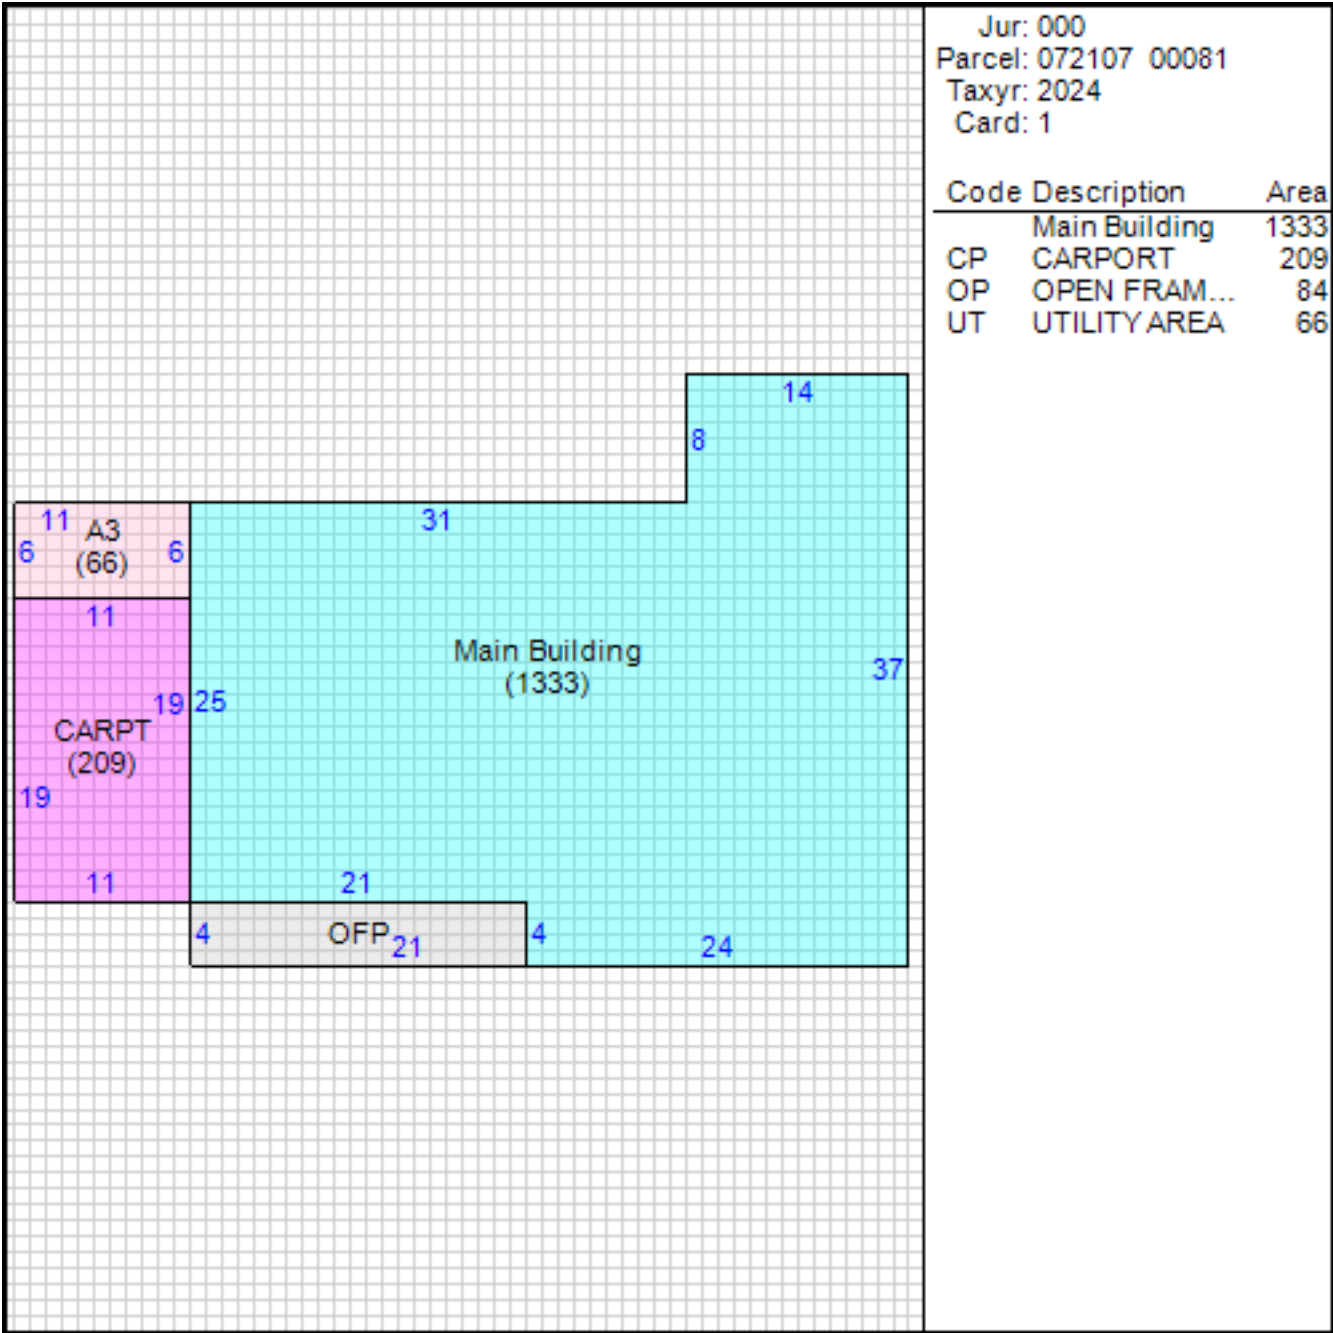 Jur: 000
Parcel: 072107 00081
Taxyr: 2024
Card: 1
Code Description Area
Main Building 1333
CP CARPORT 209
OP OPEN FRAM... 84
UT UTILITY AREA 66
14
8
11
31
A3
6
6
(66)
11
Main Building
(1333)
37
19
25
CARPT
(209)
19
11
21
4
OFP
21
4
24